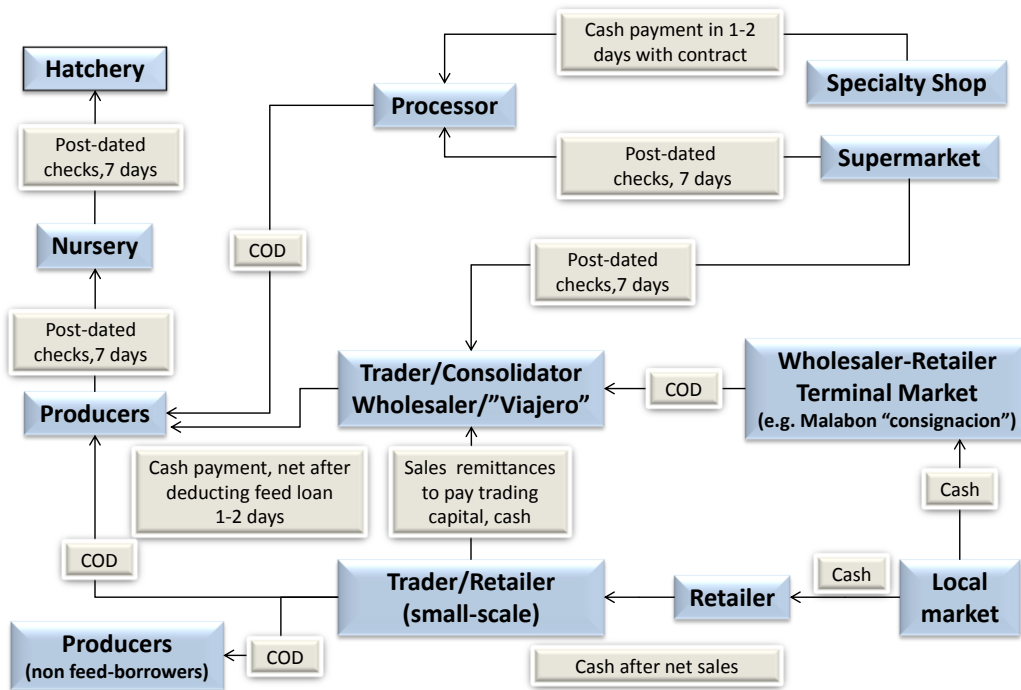 Cash payment in 1-2
days with contract
Hatchery
Specialty Shop
Processor
Post-dated
checks,7 days
Post-dated
checks, 7 days
Supermarket
Nursery
COD
Post-dated
checks,7 days
Post-dated
checks,7 days
Trader/Consolidator
Wholesaler/”Viajero”
COD
Wholesaler-Retailer
Terminal Market
(e.g. Malabon “consignacion”)
Producers
Cash payment, net after
deducting feed loan
1-2 days
Sales  remittances
to pay trading
capital, cash
Cash
COD
Trader/Retailer
(small-scale)
Retailer
Cash
Local
market
Producers
(non feed-borrowers)
COD
Cash after net sales